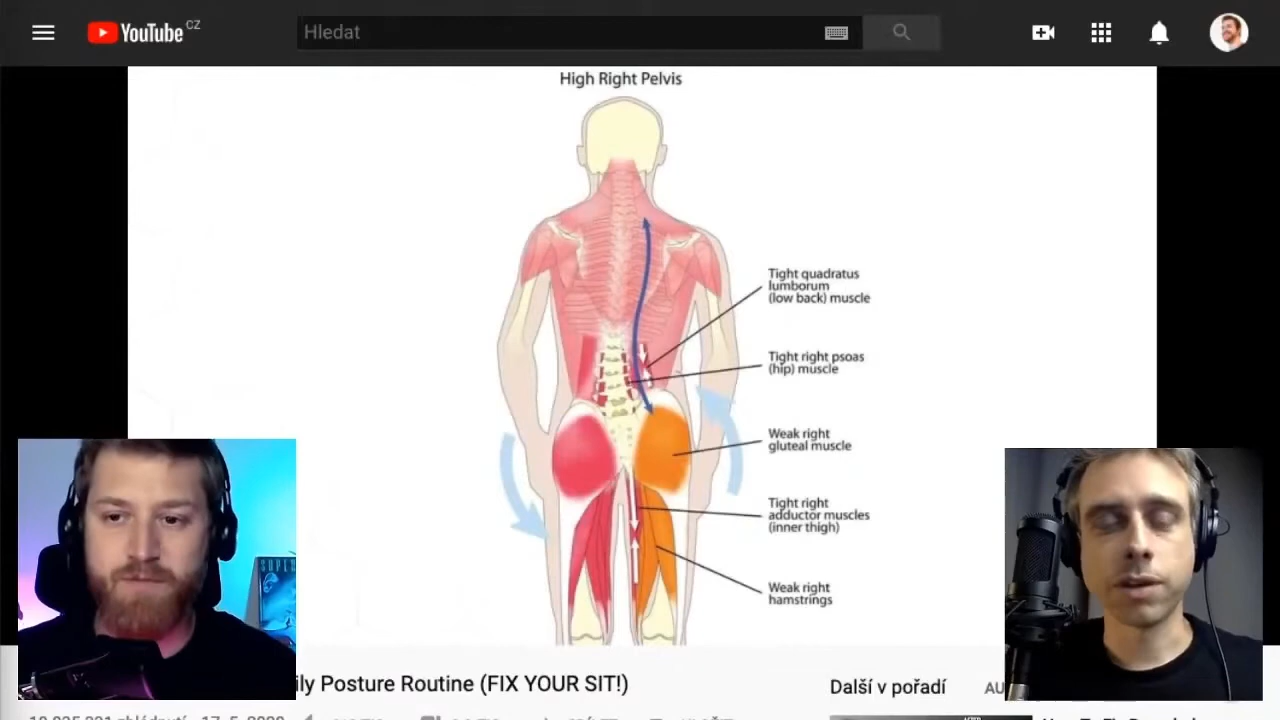 YouTube CZ
Hledat
High Right Pelvis
Tight quadratus
lumborum
(low back) muscle
Tight right psoas
(hip) muscle
Weak right
gluteal muscle
Tight right
adductor muscles
(inner thigh)
Weak right
hamstrings
ily Posture Routine (FIX YOUR SIT!)
Další v pořadí
AU